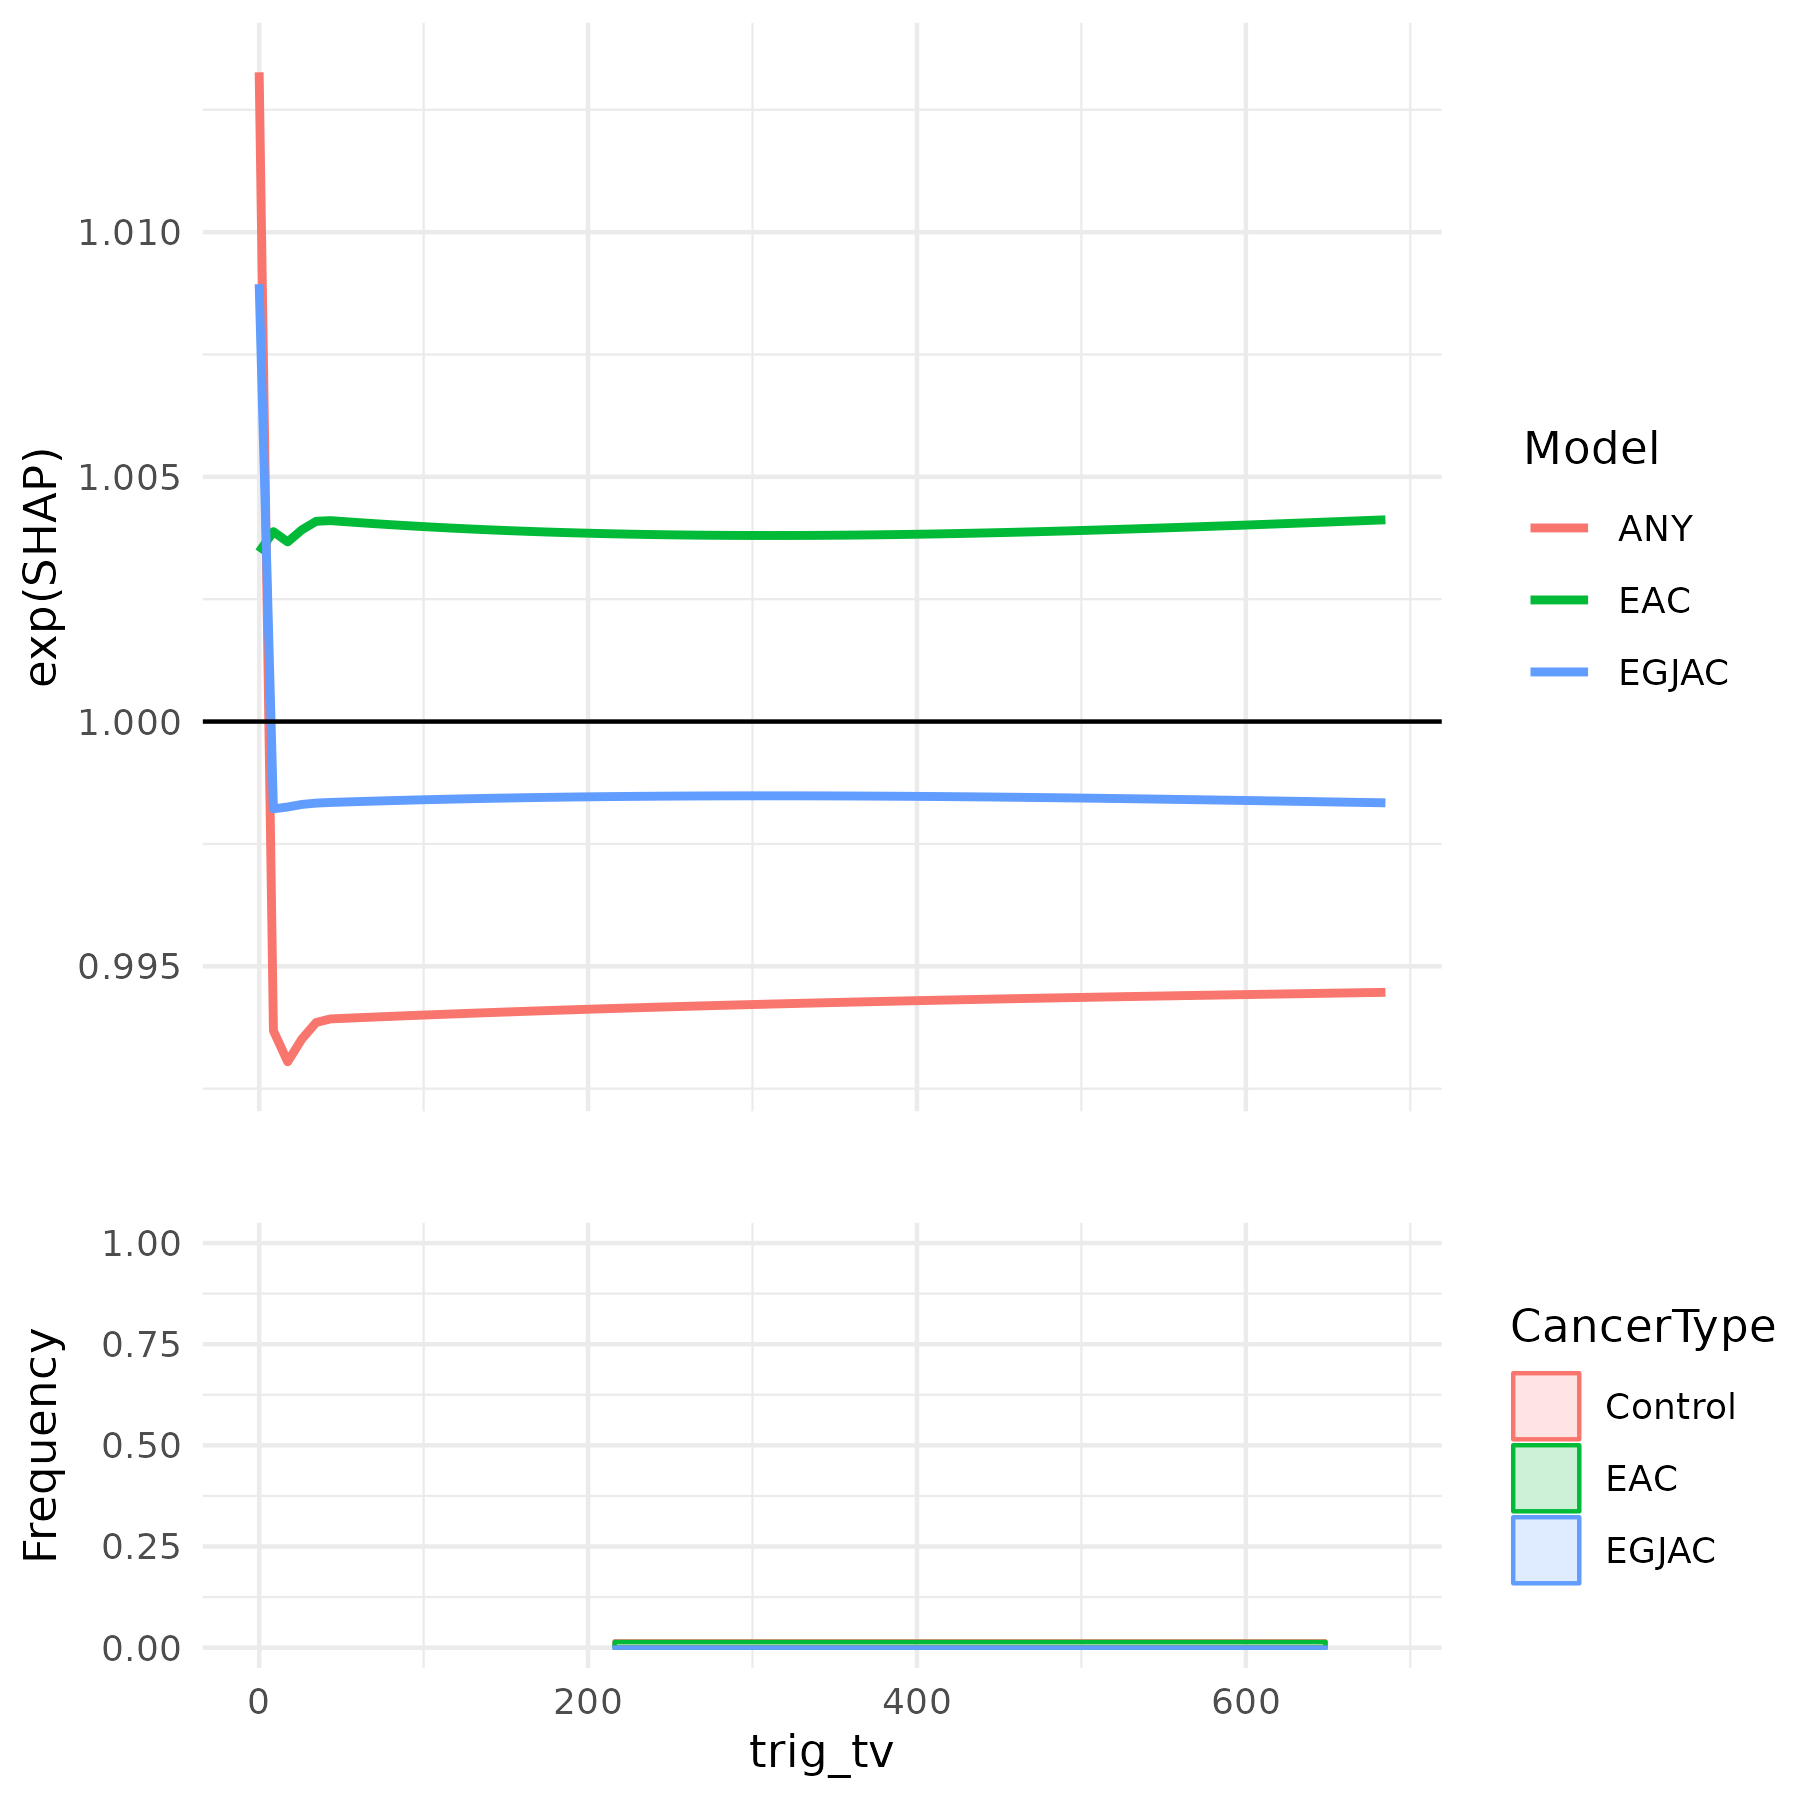 exp(SHAP)
1.010
1.005
1.000
0.995
Model
ANY
EAC
EGJAC
Frequency
1.00
0.75
0.50
0.25
0.00
0 200 400 600
trig_tv
CancerType
Control
EAC
EGJAC